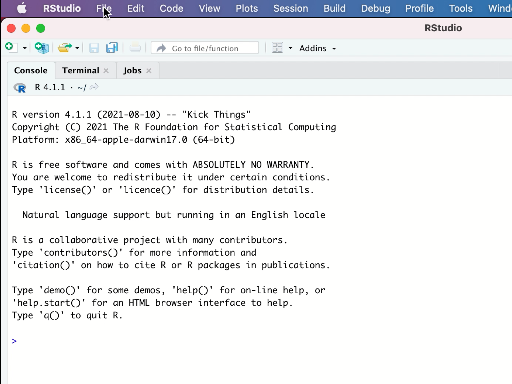 RStudio File Edit Code View Plots Session Build Debug Profile Tools
RStudio
Go to file/function Addins
Console Terminal Jobs
R 4.1.1 · ~/
R version 4.1.1 (2021-08-10) -- "Kick Things"
Copyright (C) 2021 The R Foundation for Statistical Computing
Platform: x86_64-apple-darwin17.0 (64-bit)
R is free software and comes with ABSOLUTELY NO WARRANTY.
You are welcome to redistribute it under certain conditions.
Type 'license()' or 'licence()' for distribution details.
Natural language support but running in an English locale
R is a collaborative project with many contributors.
Type 'contributors()' for more information and
'citation()' on how to cite R or R packages in publications.
Type 'demo()' for some demos, 'help()' for on-line help, or
'help.start()' for an HTML browser interface to help.
Type 'q()' to quit R.
>